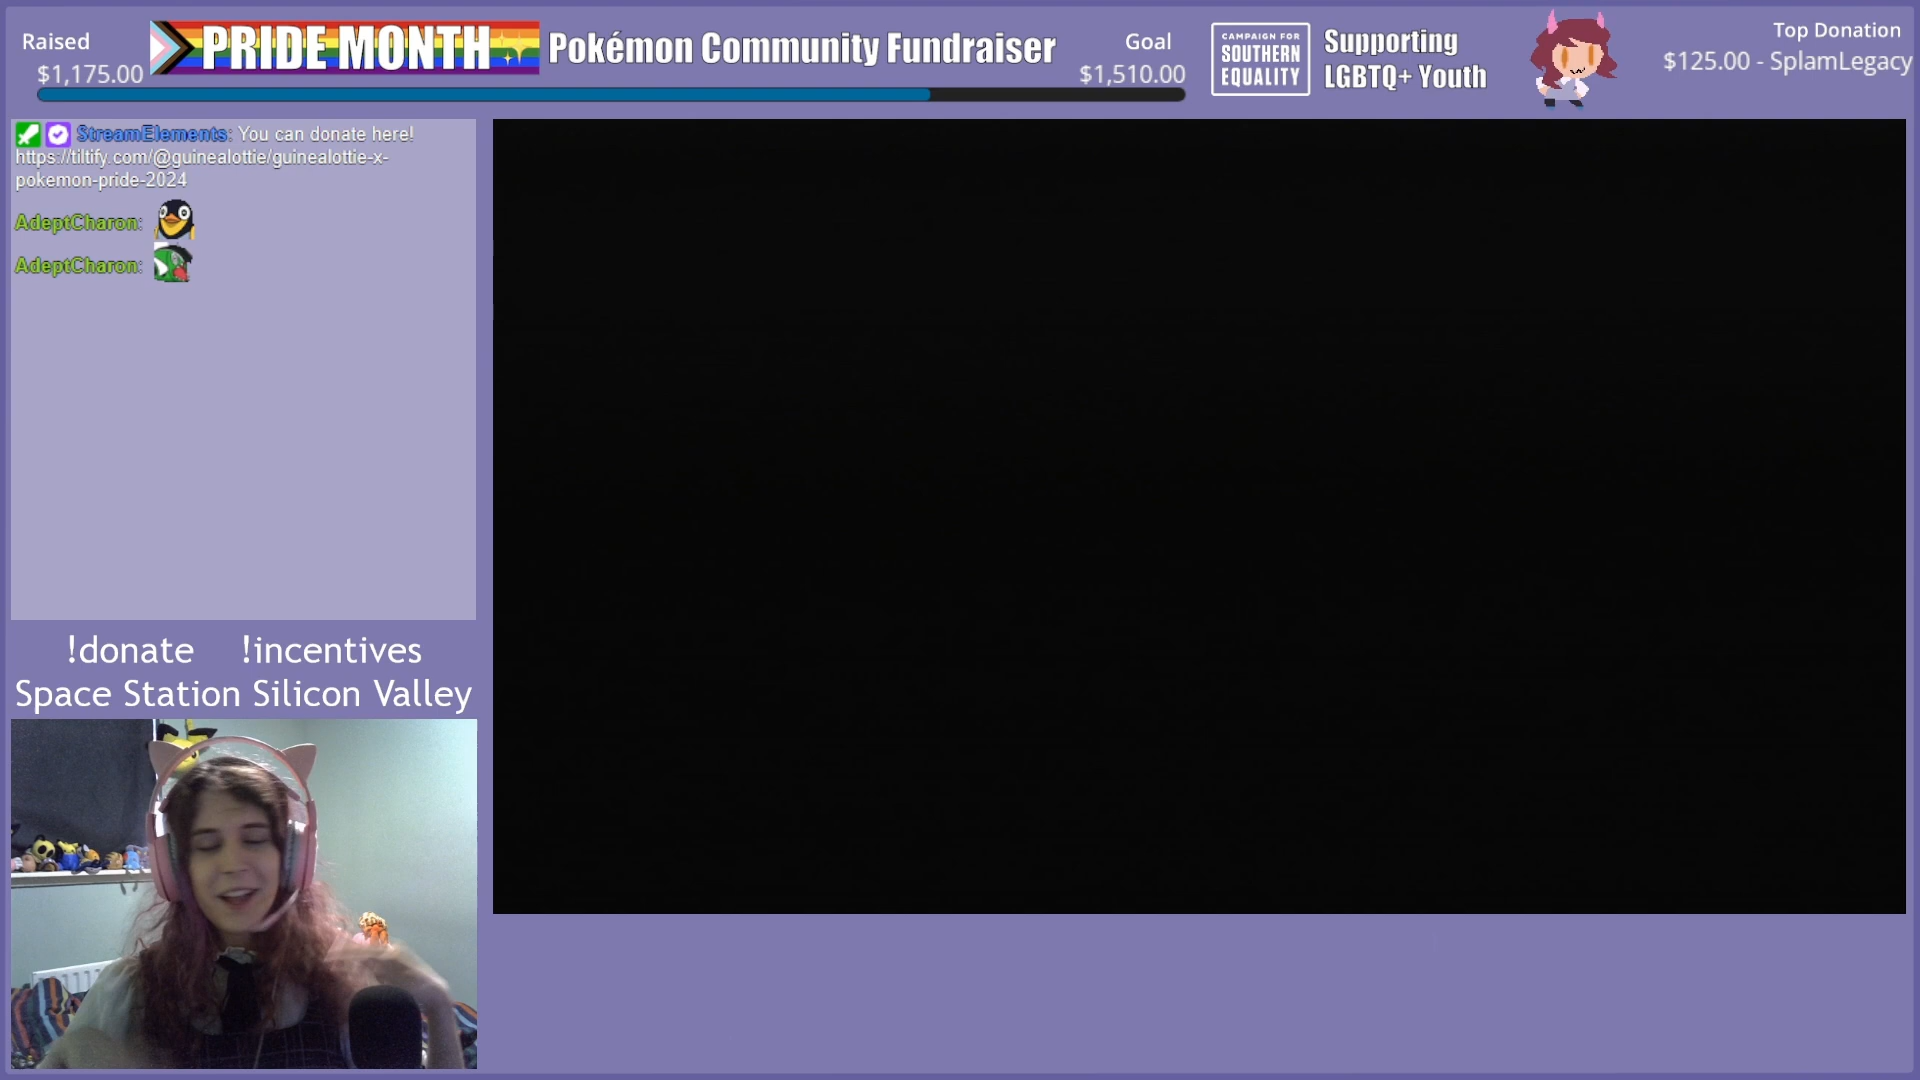 Raised
$1,175.00
PRIDE MONTH
Pokémon Community Fundraiser
Goal
$1,510.00
CAMPAIGN FOR
SOUTHERN
EQUALITY
Supporting
LGBTQ+ Youth
Top Donation
$125.00 - SplamLegacy
StreamElements: You can donate here!
https://tiltify.com/@guinealottie/guinealottie-x-
pokemon-pride-2024
AdeptCharon:
AdeptCharon:
!donate !incentives
Space Station Silicon Valley